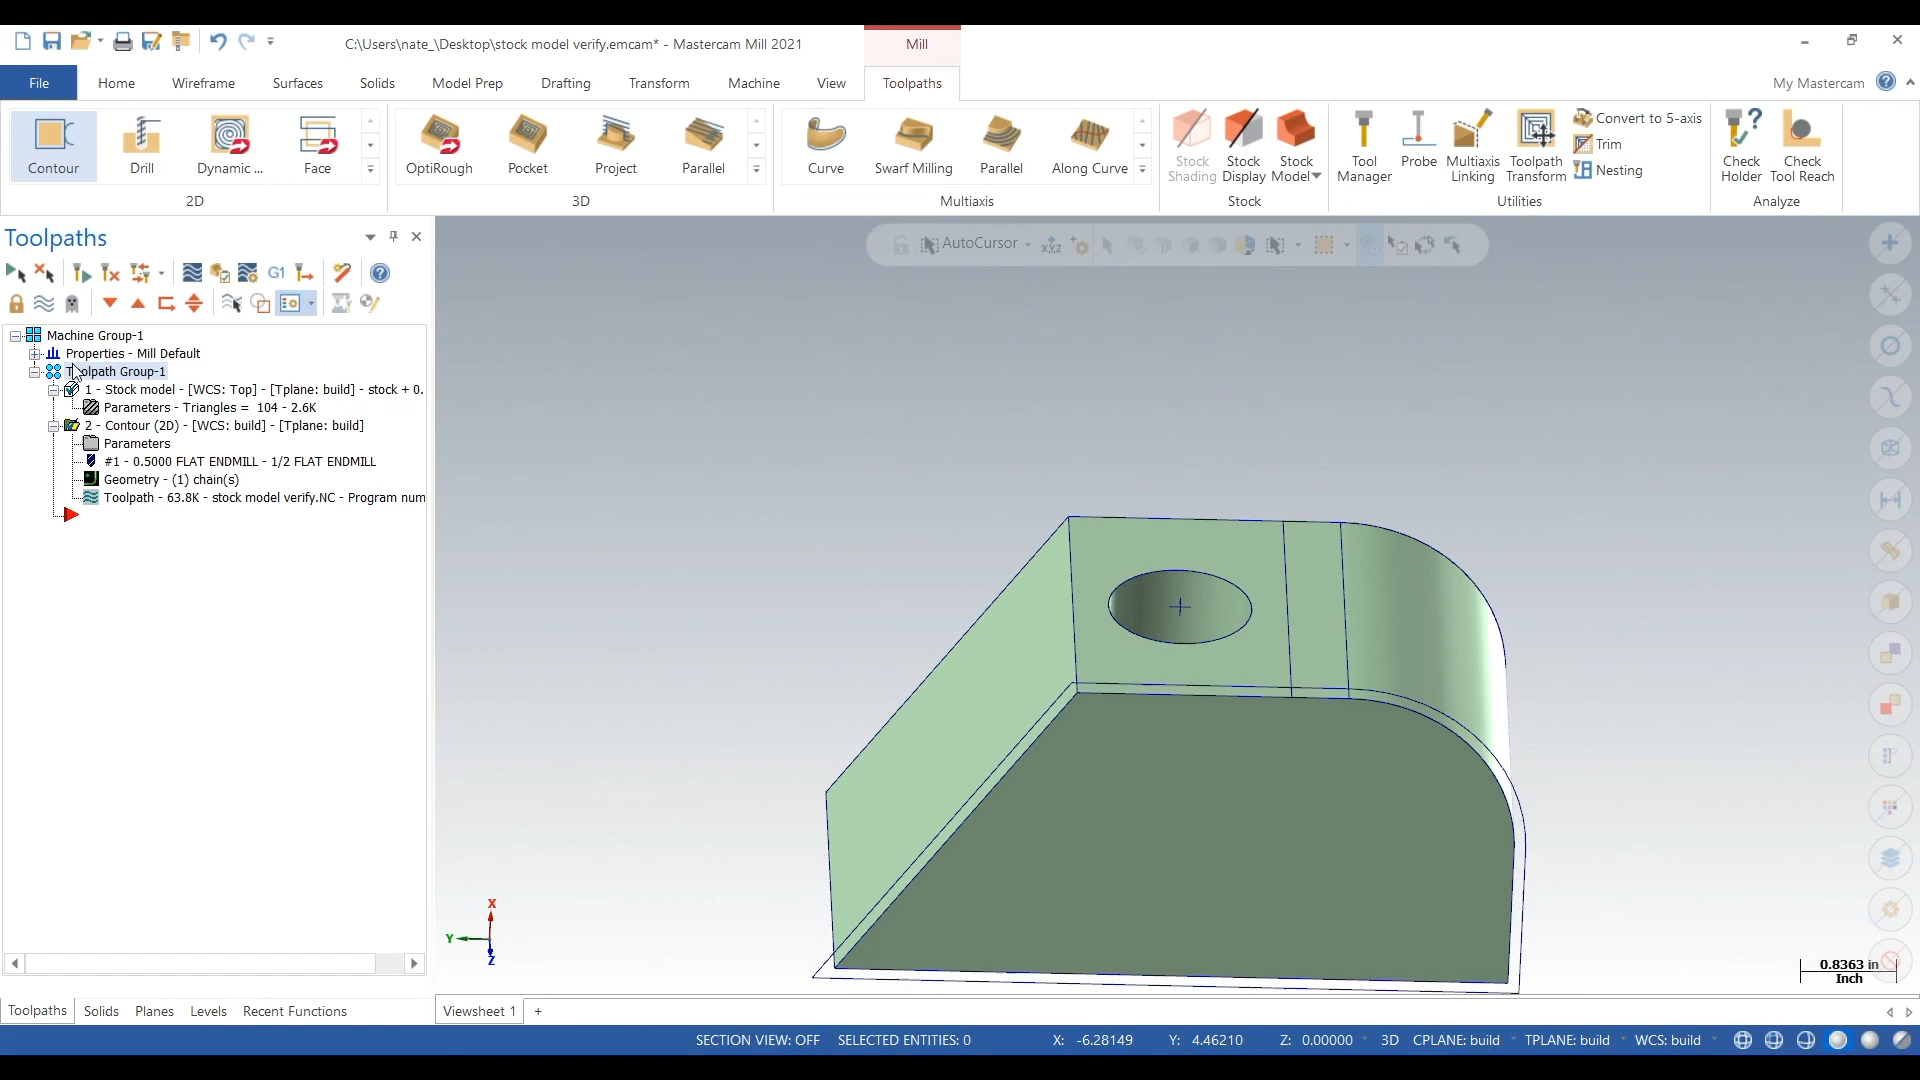 C:\Users\nate_\Desktop\stock model verify.emcam* - Mastercam Mill 2021
Mill
File
Home
Wireframe
Surfaces
Solids
Model Prep
Drafting
Transform
Machine
View
Toolpaths
My Mastercam
Contour
Drill
Dynamic ...
Face
2D
OptiRough
Pocket
Project
Parallel
3D
Curve
Swarf Milling
Parallel
Along Curve
Multiaxis
Stock
Shading
Stock
Display
Stock
Model
Stock
Tool
Manager
Probe
Multiaxis
Linking
Toolpath
Transform
Convert to 5-axis
Trim
Nesting
Utilities
Check
Holder
Check
Tool Reach
Analyze
Toolpaths
G1
AutoCursor
xyz
Machine Group-1
Properties - Mill Default
Toolpath Group-1
1 - Stock model - [WCS: Top] - [Tplane: build] - stock + 0.
Parameters - Triangles = 104 - 2.6K
2 - Contour (2D) - [WCS: build] - [Tplane: build]
Parameters
#1 - 0.5000 FLAT ENDMILL - 1/2 FLAT ENDMILL
Geometry - (1) chain(s)
Toolpath - 63.8K - stock model verify.NC - Program num
X
Y
Z
0.8363 in
Inch
Toolpaths
Solids
Planes
Levels
Recent Functions
Viewsheet 1
+
SECTION VIEW: OFF
SELECTED ENTITIES: 0
X: -6.28149
Y: 4.46210
Z: 0.00000
3D
CPLANE: build
TPLANE: build
WCS: build